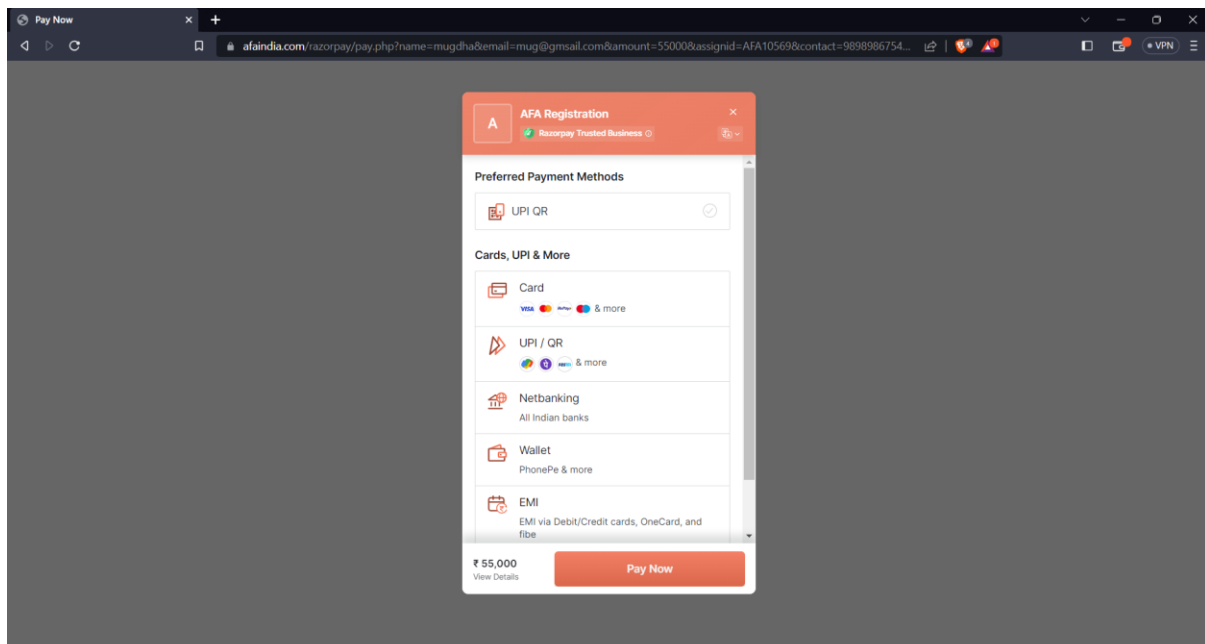 Pay Now
afaindia.com/razorpay/pay.php?name=mugdha&email=mug@gmsail.com&amount=55000&assignid=AFA10569&contact=9898986754...
VPN
A
AFA Registration
Razorpay Trusted Business
Preferred Payment Methods
UPI QR
Cards, UPI & More
Card
VISA & more
UPI / QR
& more
Netbanking
All Indian banks
Wallet
PhonePe & more
EMI
EMI via Debit/Credit cards, OneCard, and
fibe
₹ 55,000
View Details
Pay Now